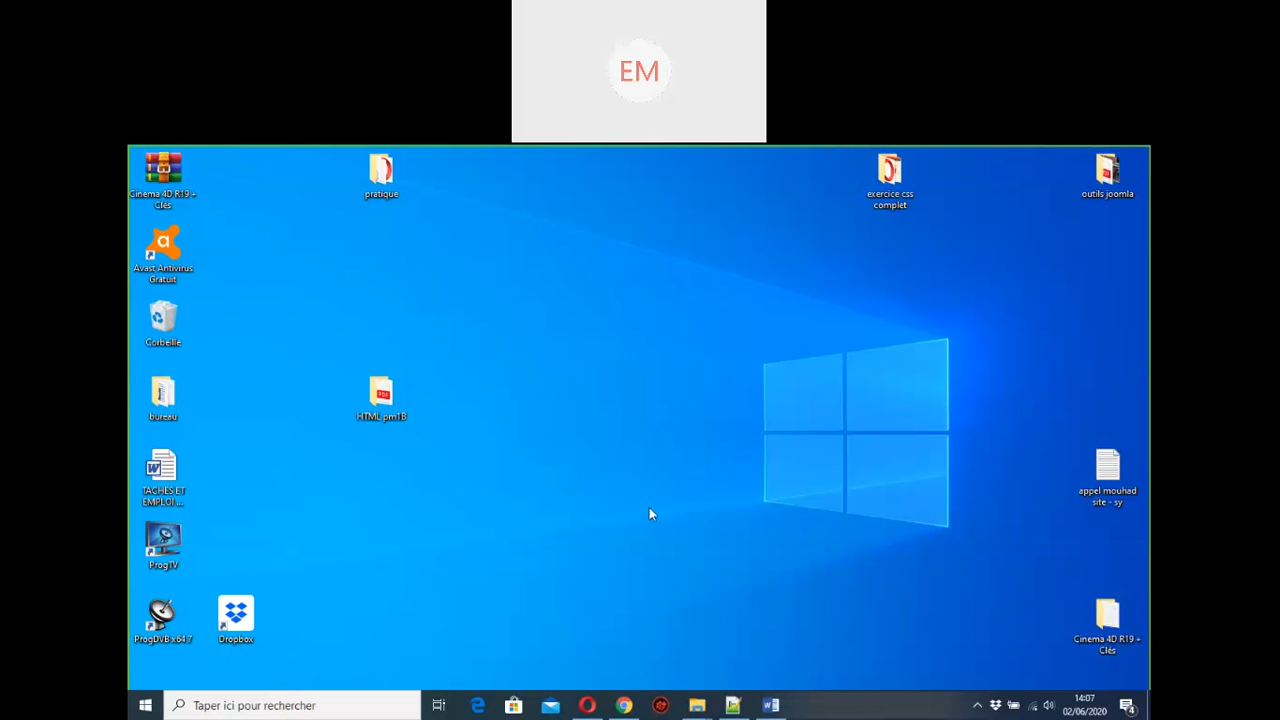 EM
Cinema 4D R19 +
Clés
pratique
exercice css
complet
outils joomla
Avast Antivirus
Gratuit
Corbeille
bureau
HTML pm1B
TACHES ET
EMPLOI ...
appel mouhad
site - sy
ProgTV
ProgDVB x64 7
Dropbox
Cinema 4D R19 +
Clés
Taper ici pour rechercher
14:07
02/06/2020
4